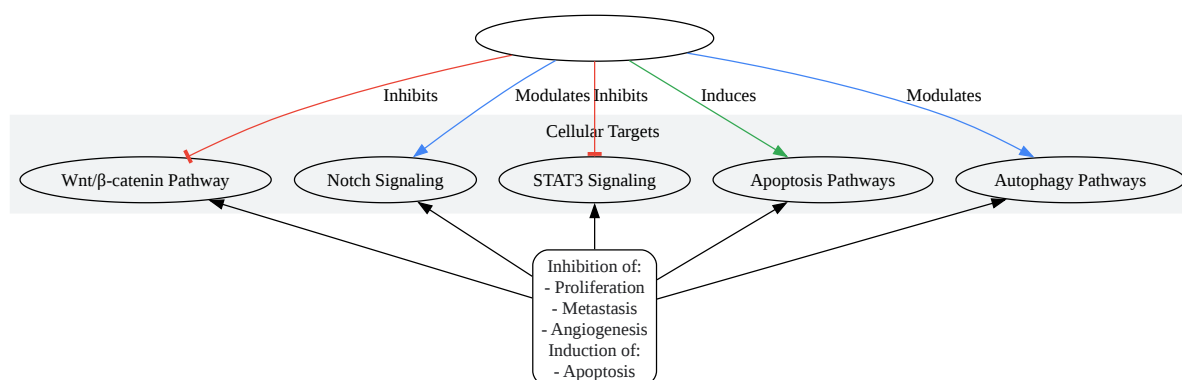 Inhibits
Modulates
Inhibits
Induces
Modulates
Cellular Targets
Wnt/β-catenin Pathway
Notch Signaling
STAT3 Signaling
Apoptosis Pathways
Autophagy Pathways
Inhibition of:
- Proliferation
- Metastasis
- Angiogenesis
Induction of:
- Apoptosis